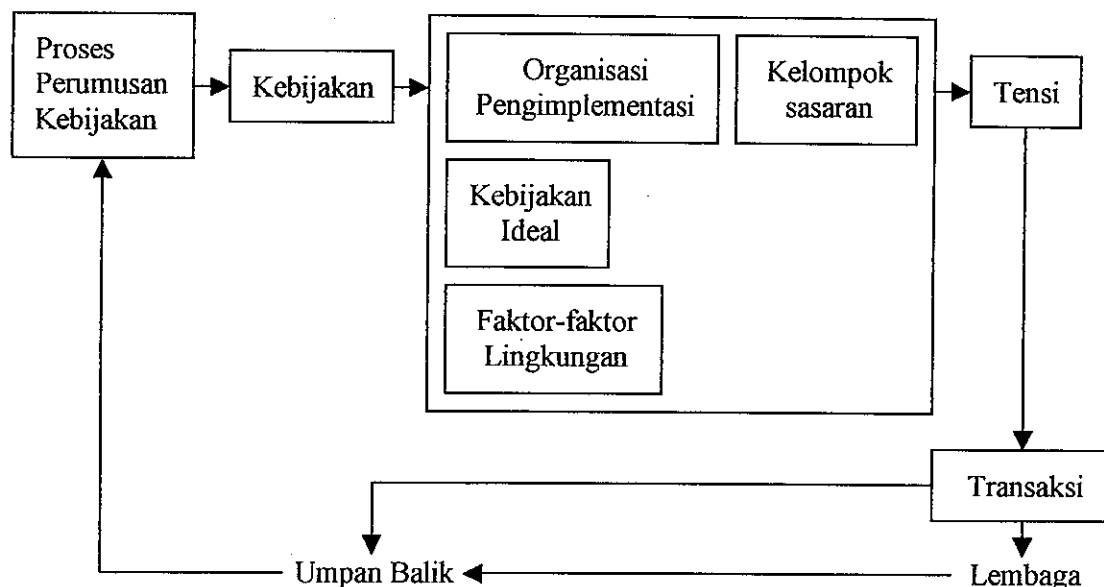 Proses
Perumusan
Kebijakan
Kebijakan
Organisasi
Pengimplementasi
Kelompok
sasaran
Kebijakan
Ideal
Faktor-faktor
Lingkungan
Tensi
Transaksi
Umpan Balik
Lembaga